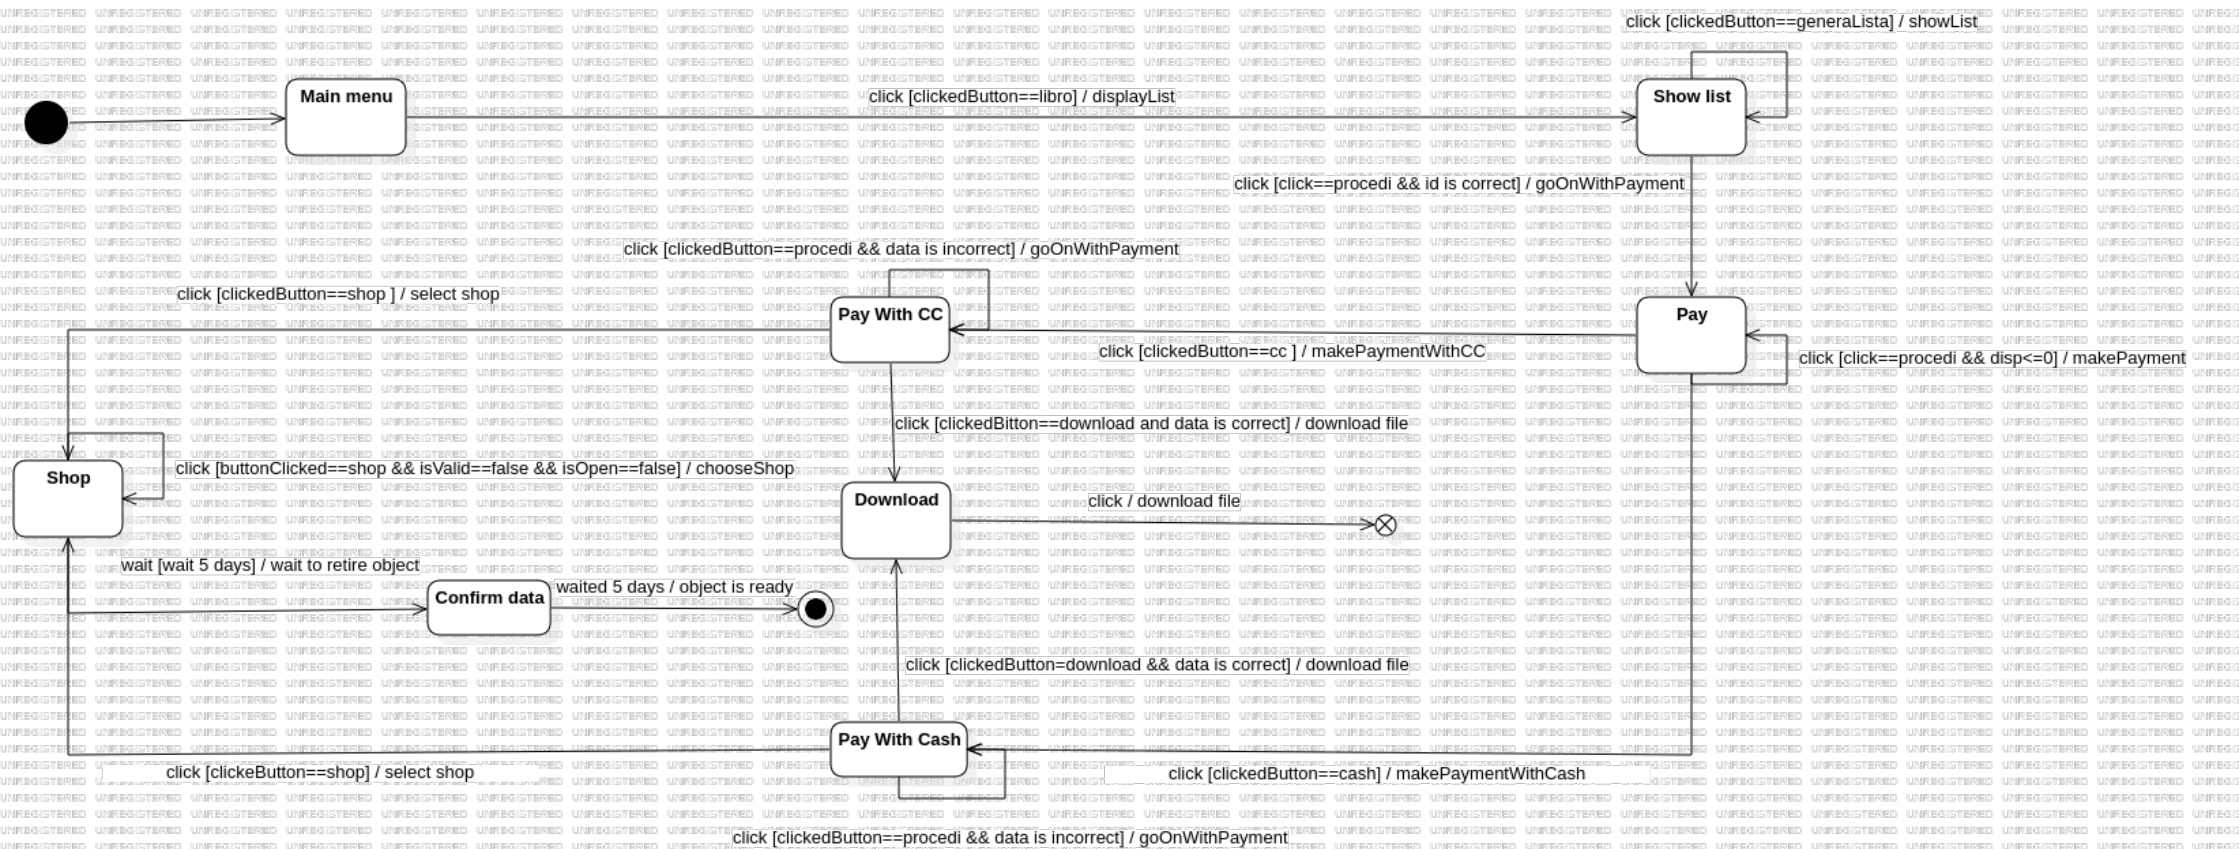 click [clickedButton==generaLista] / showList
Main menu
click [clickedButton==libro] / displayList
Show list
click [click==procedi && id is correct] / goOnWithPayment
click [clickedButton==procedi && data is incorrect] / goOnWithPayment
click [clickedButton==shop ] / select shop
Pay With CC
Pay
click [clickedButton==cc ] / makePaymentWithCC
click [click==procedi && disp<=0] / makePayment
click [clickedBitton==download and data is correct] / download file
Shop
click [buttonClicked==shop && isValid==false && isOpen==false] / chooseShop
Download
click / download file
wait [wait 5 days] / wait to retire object
Confirm data
waited 5 days / object is ready
click [clickedButton=download && data is correct] / download file
Pay With Cash
click [clickeButton==shop] / select shop
click [clickedButton==cash] / makePaymentWithCash
click [clickedButton==procedi && data is incorrect] / goOnWithPayment